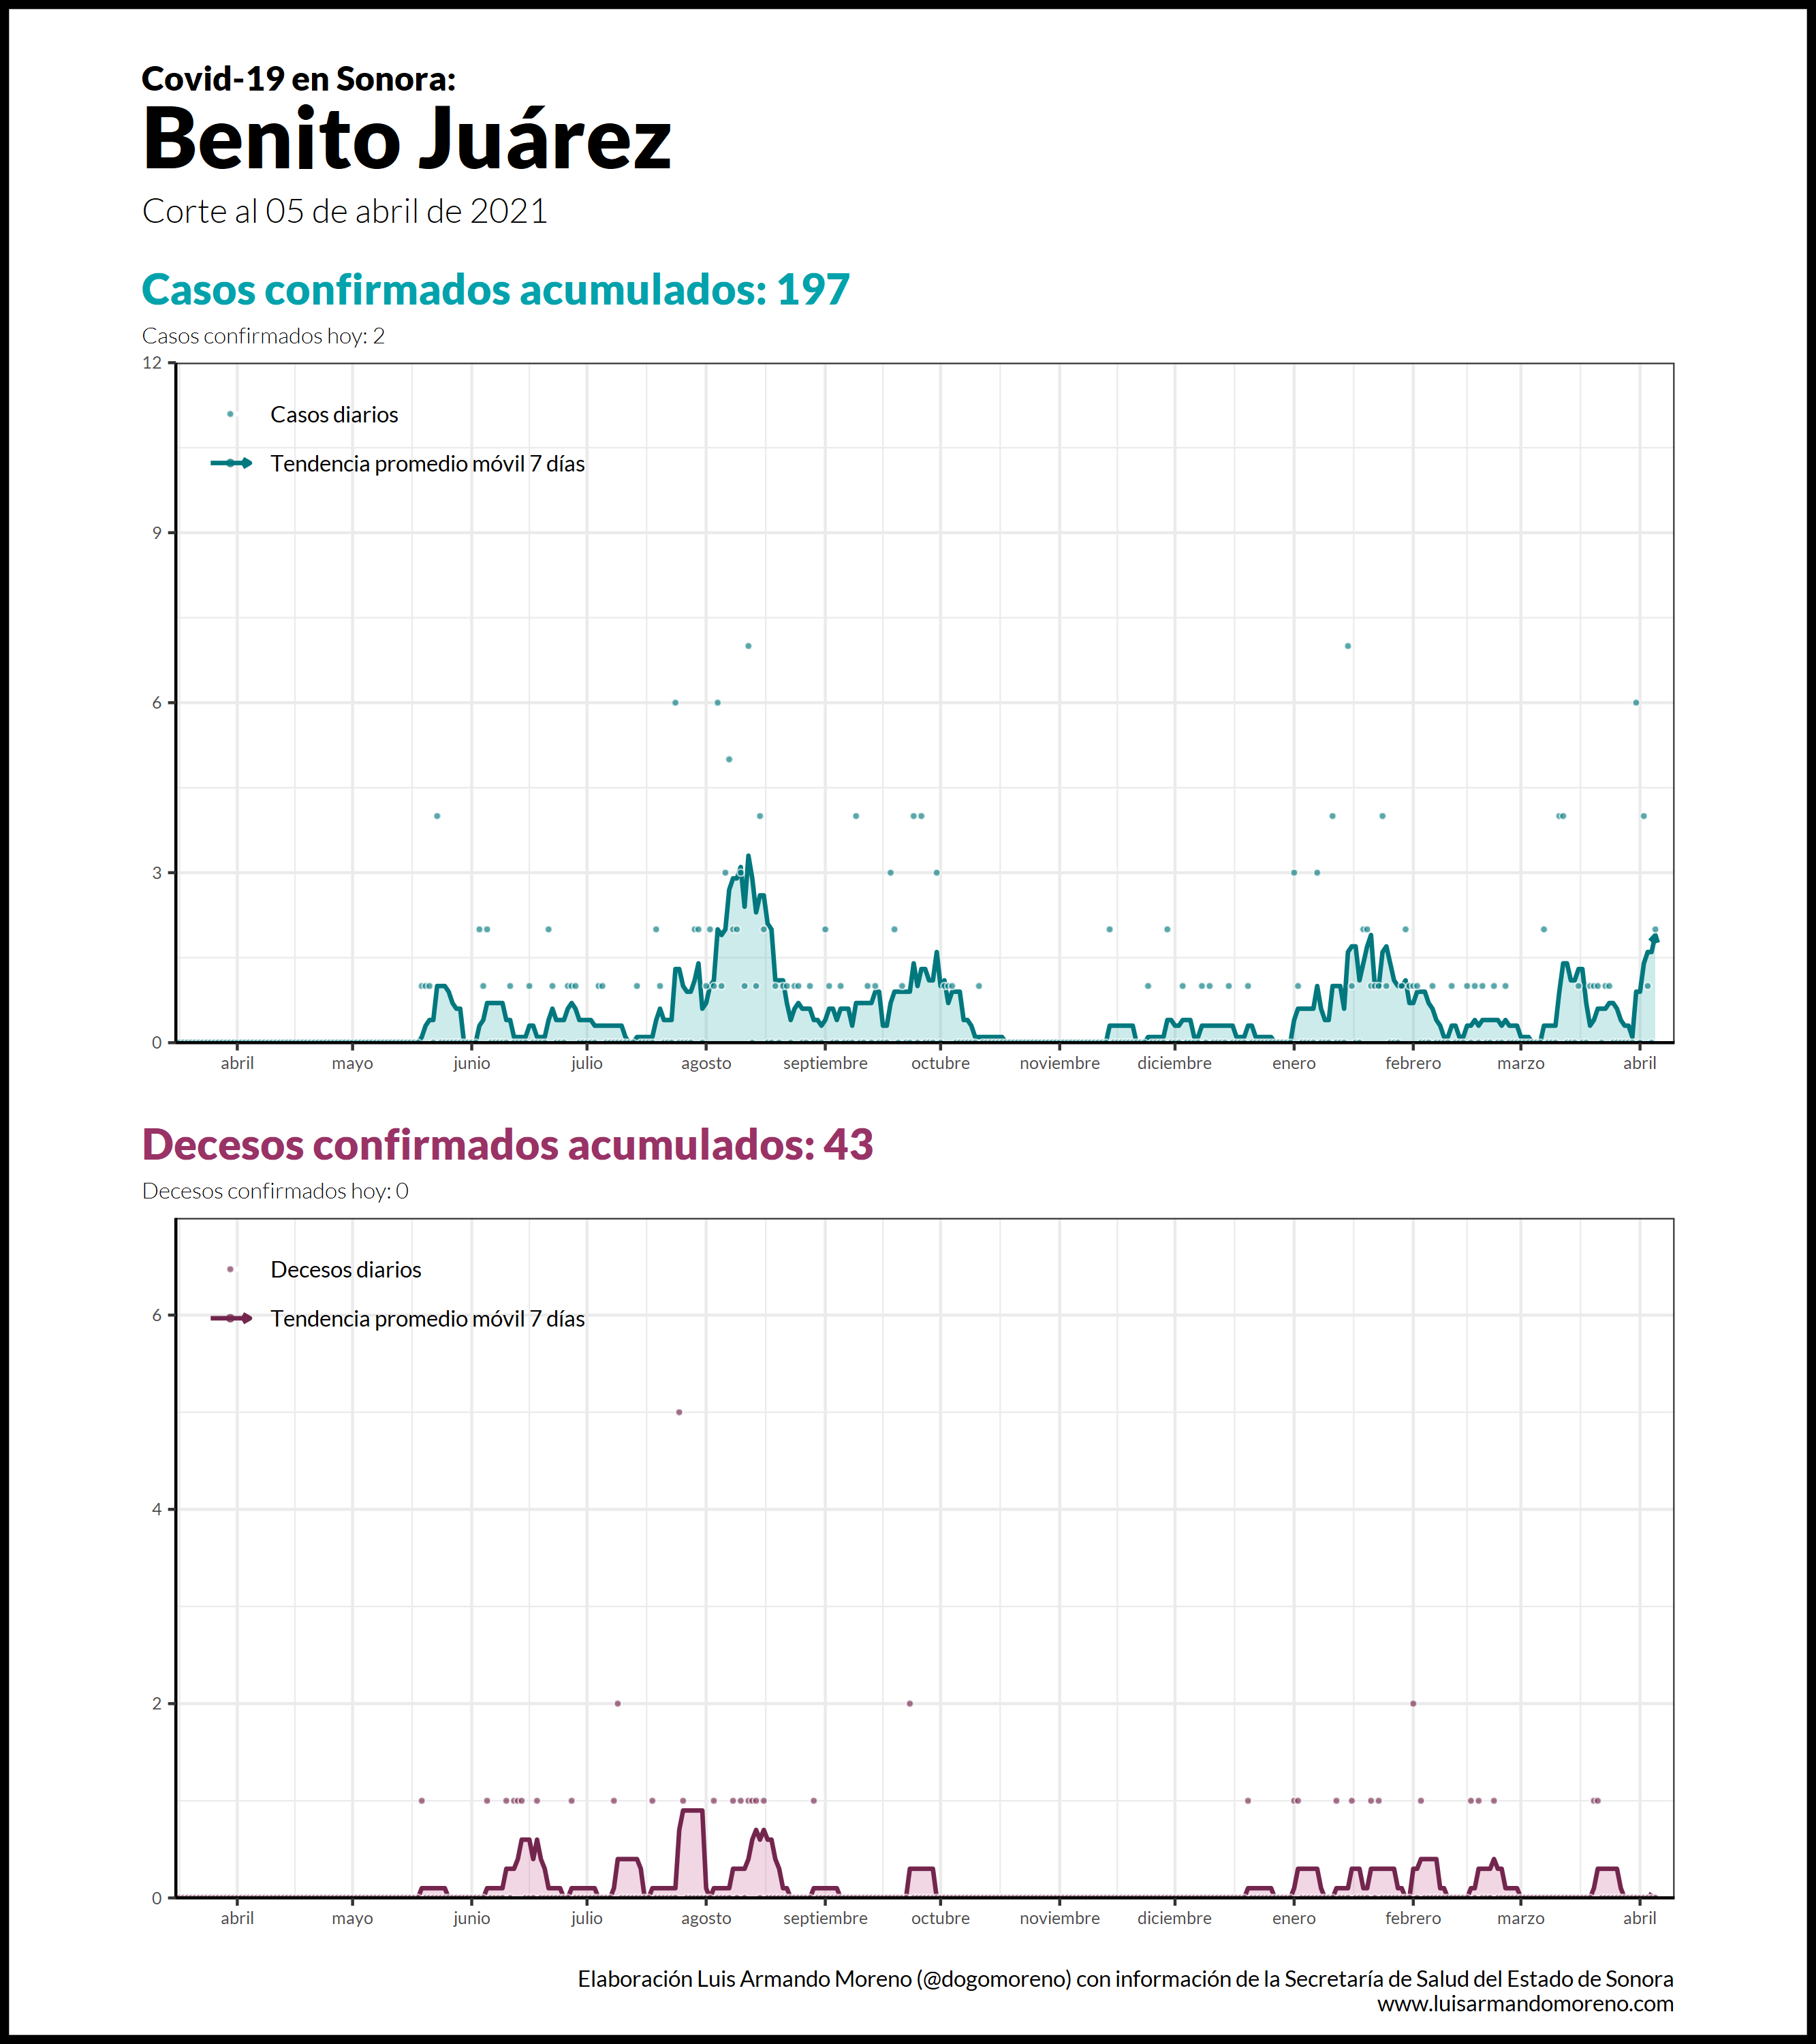 Covid-19 en Sonora:
Benito Juárez
Corte al 05 de abril de 2021
Casos confirmados acumulados: 197
Casos confirmados hoy: 2
12
9
6
3
0
Casos diarios
Tendencia promedio móvil 7 días
abril mayo junio julio agosto septiembre octubre noviembre diciembre enero febrero marzo abril
Decesos confirmados acumulados: 43
Decesos confirmados hoy: 0
6
4
2
0
Decesos diarios
Tendencia promedio móvil 7 días
abril mayo junio julio agosto septiembre octubre noviembre diciembre enero febrero marzo abril
Elaboración Luis Armando Moreno (@dogomoreno) con información de la Secretaría de Salud del Estado de Sonora
www.luisarmandomoreno.com